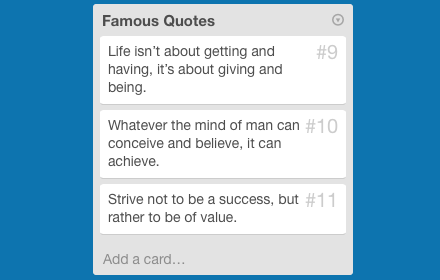 Famous Quotes
Life isn’t about getting and #9
having, it’s about giving and
being.
Whatever the mind of man can #10
conceive and believe, it can
achieve.
Strive not to be a success, but #11
rather to be of value.
Add a card…